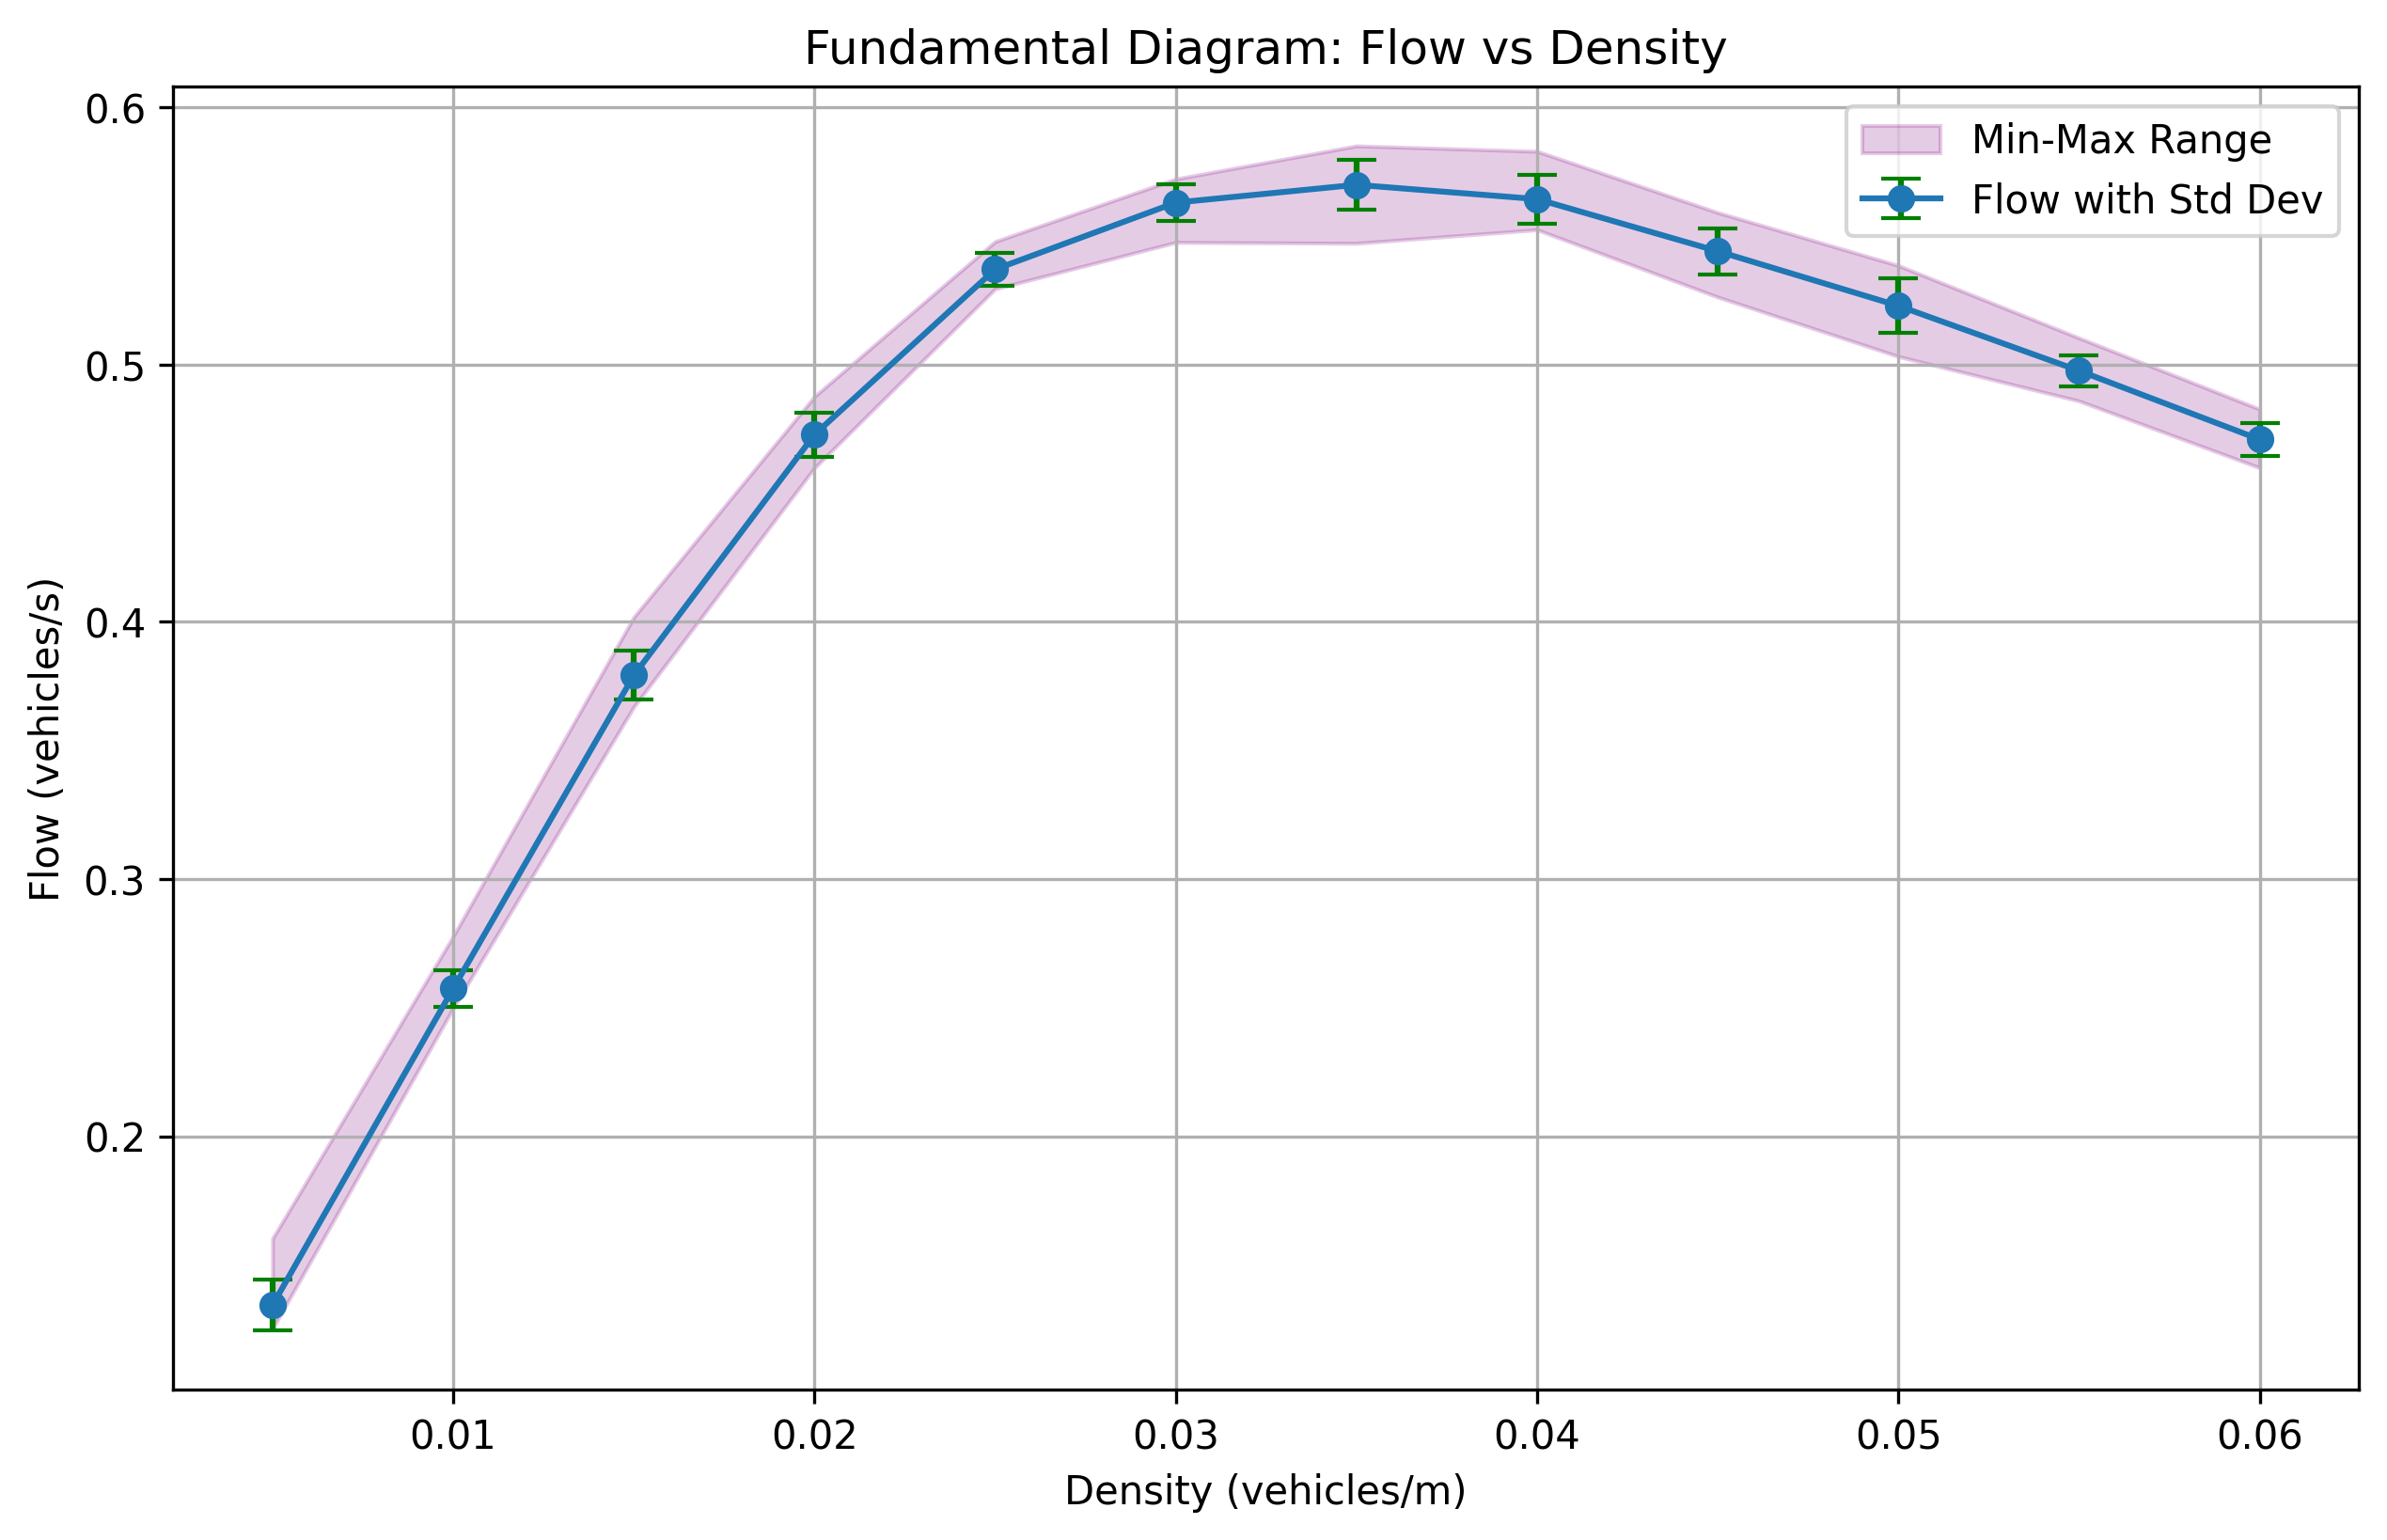 Fundamental Diagram: Flow vs Density
Min-Max Range
Flow with Std Dev
Flow (vehicles/s)
0.6
0.5
0.4
0.3
0.2
0.01 0.02 0.03 0.04 0.05 0.06
Density (vehicles/m)